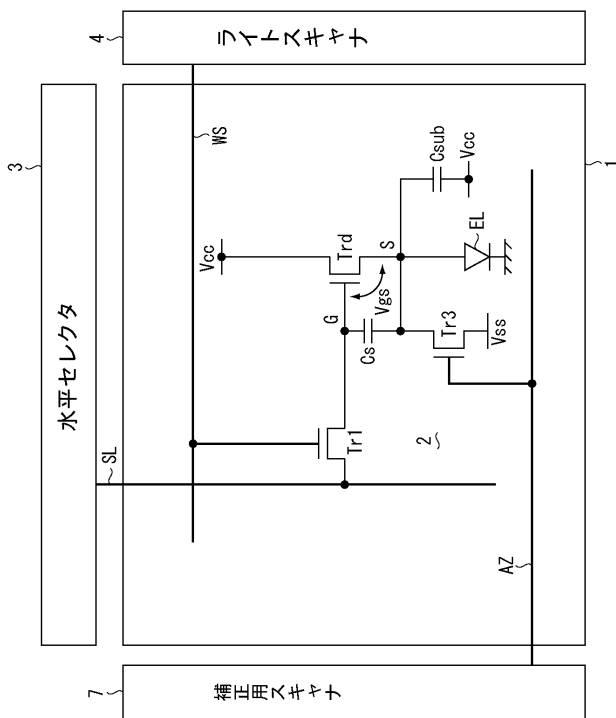 3
水平セレクタ
4
ライトスキャナ
7
補正用スキャナ
1
SL
WS
AZ
Vcc
Trd
G
S
Vgs
Cs
Csub
Vcc
EL
Tr1
Tr3
Vss
2